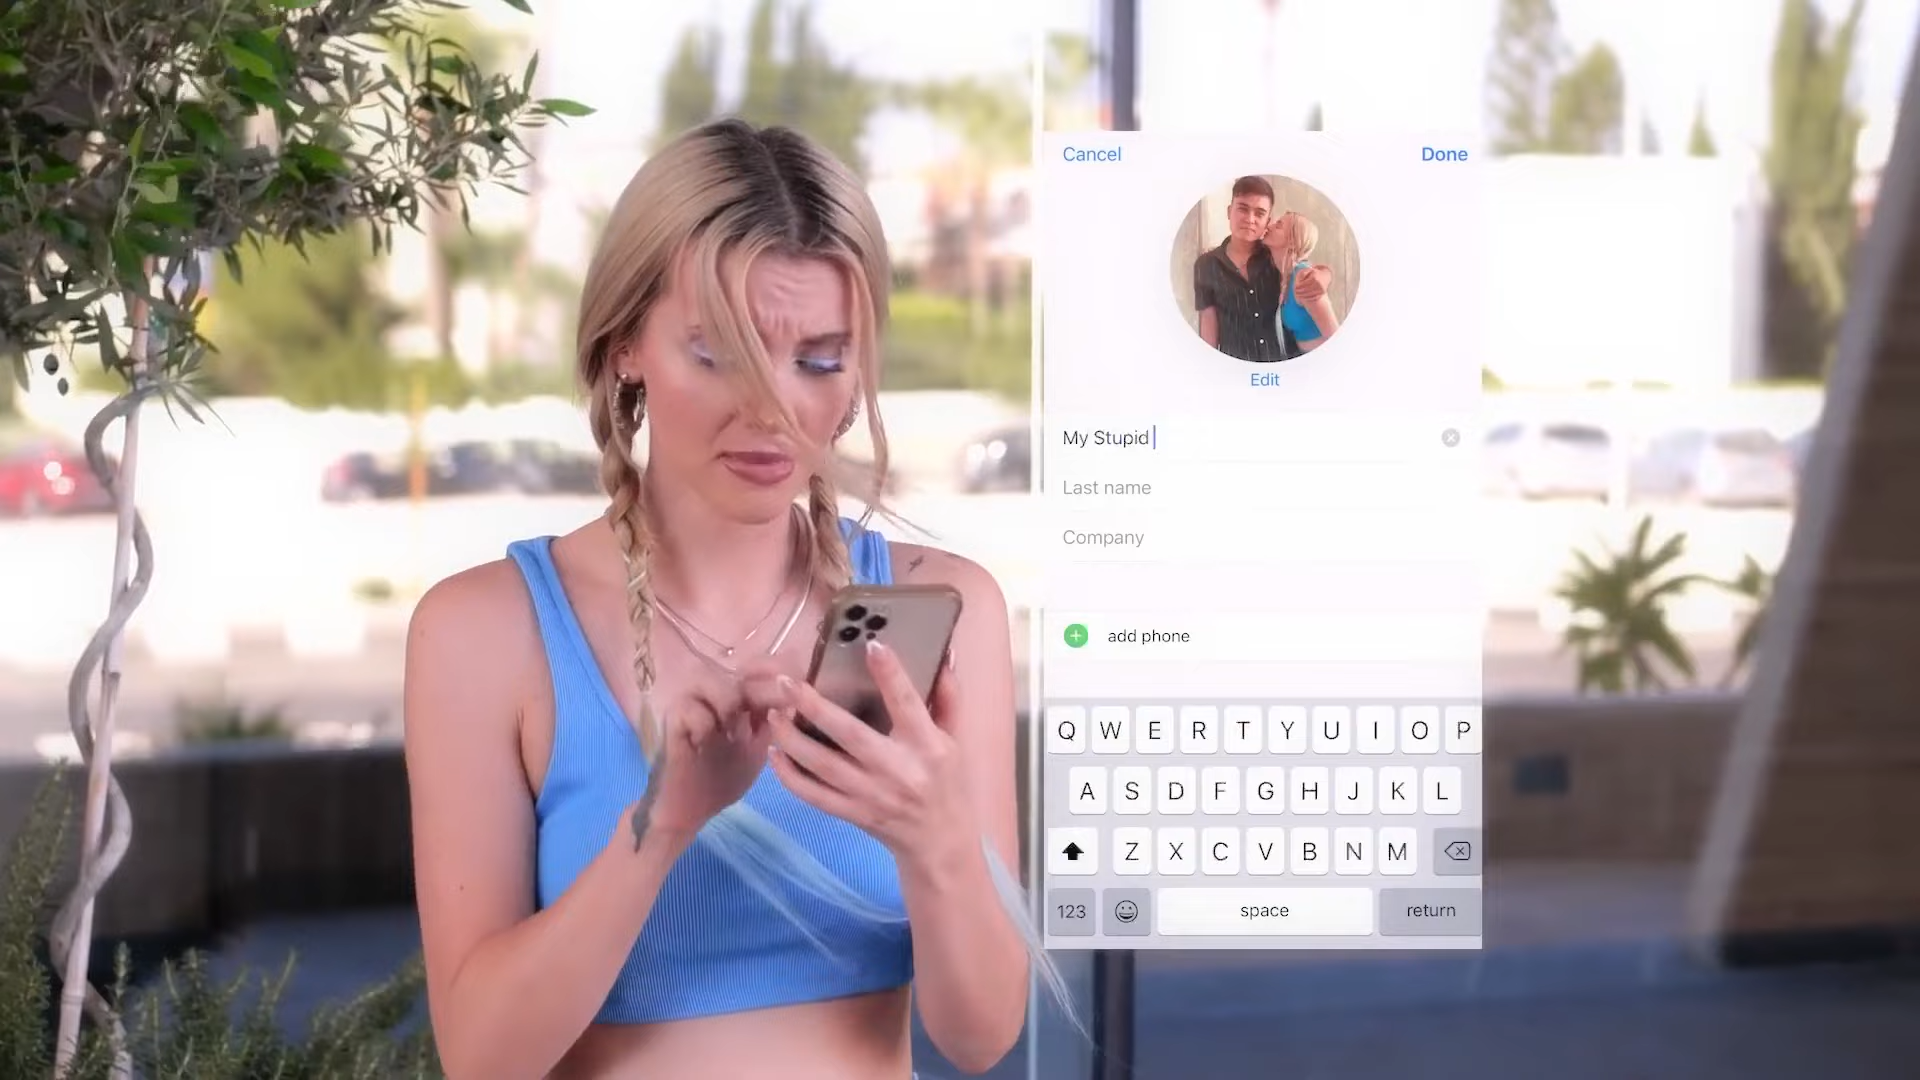 Cancel Done
Edit
My Stupid
Last name
Company
add phone
Q W E R T Y U I O P
A S D F G H J K L
Z X C V B N M
123 space return